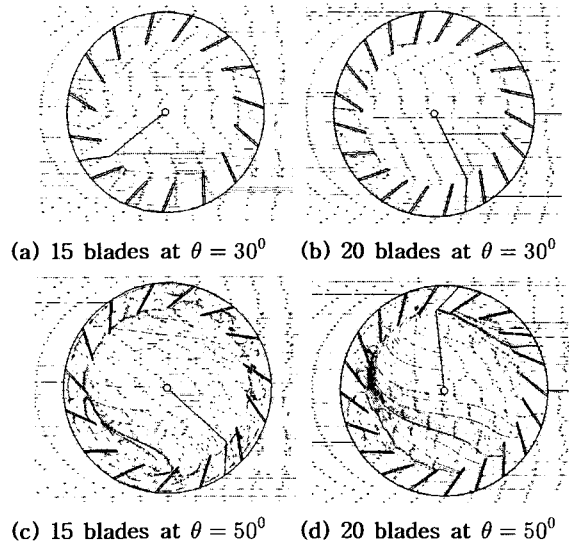 (a) 15 blades at θ = 30⁰ (b) 20 blades at θ = 30⁰
(c) 15 blades at θ = 50⁰ (d) 20 blades at θ = 50⁰